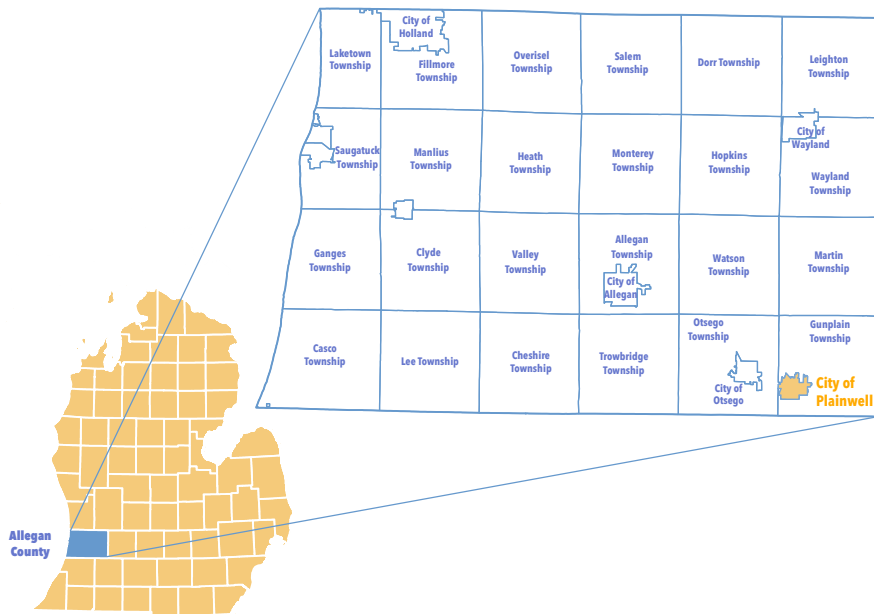 City of
Holland
Laketown
Township
Fillmore
Township
Overisel
Township
Salem
Township
Dorr Township
Leighton
Township
Saugatuck
Township
Manlius
Township
Heath
Township
Monterey
Township
Hopkins
Township
City of
Wayland
Wayland
Township
Ganges
Township
Clyde
Township
Valley
Township
Allegan
Township
City of
Allegan
Watson
Township
Martin
Township
Casco
Township
Lee Township
Cheshire
Township
Trowbridge
Township
Otsego
Township
City of
Otsego
Gunplain
Township
City of
Plainwell
Allegan
County